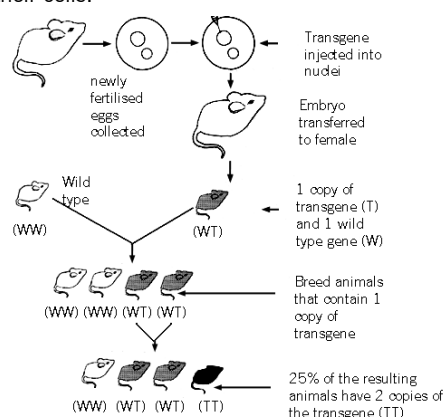 their cells.
Transgene
injected into
nuclei
newly
fertilised
eggs
collected
Embryo
transferred
to female
Wild
type
(WW)
(WT)
1 copy of
transgene (T)
and 1 wild
type gene (W)
(WW) (WW) (WT) (WT)
Breed animals
that contain 1
copy of
transgene
(WW) (WT) (WT) (TT)
25% of the resulting
animals have 2 copies of
the transgene (TT)